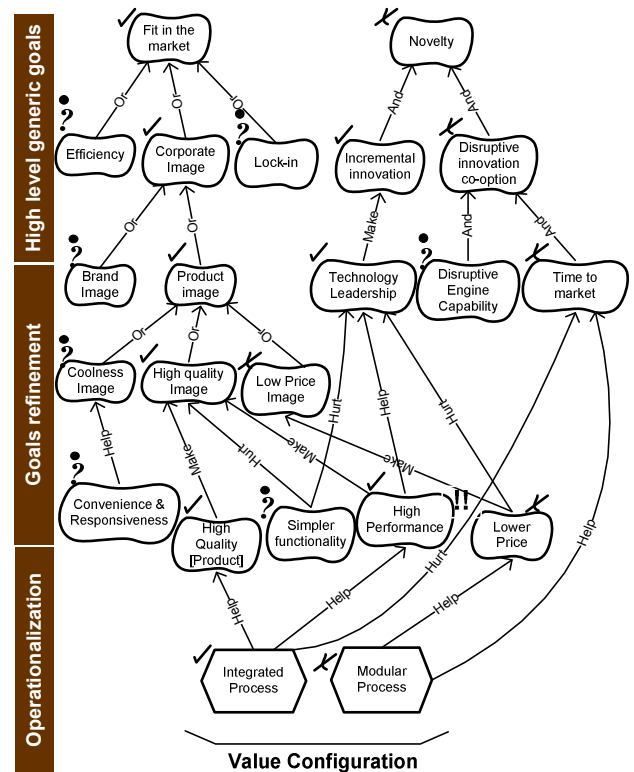 High level generic goals
Fit in the
market
Novelty
Or
Or
Or
And
And
?
Efficiency
Corporate
Image
?
Lock-in
Incremental
innovation
Disruptive
innovation
co-option
Or
Or
Make
And
And
?
Brand
Image
Product
image
Technology
Leadership
?
Disruptive
Engine
Capability
Time to
market
Goals refinement
Or
Or
Or
?
Coolness
Image
High quality
Image
Low Price
Image
Help
Make
Hurt
Make
Hurt
Help
Make
Hurt
?
Convenience &
Responsiveness
High
Quality
[Product]
?
Simpler
functionality
High
Performance
!!
Lower
Price
Operationalization
Help
Help
Hurt
Help
Help
Integrated
Process
Modular
Process
Value Configuration